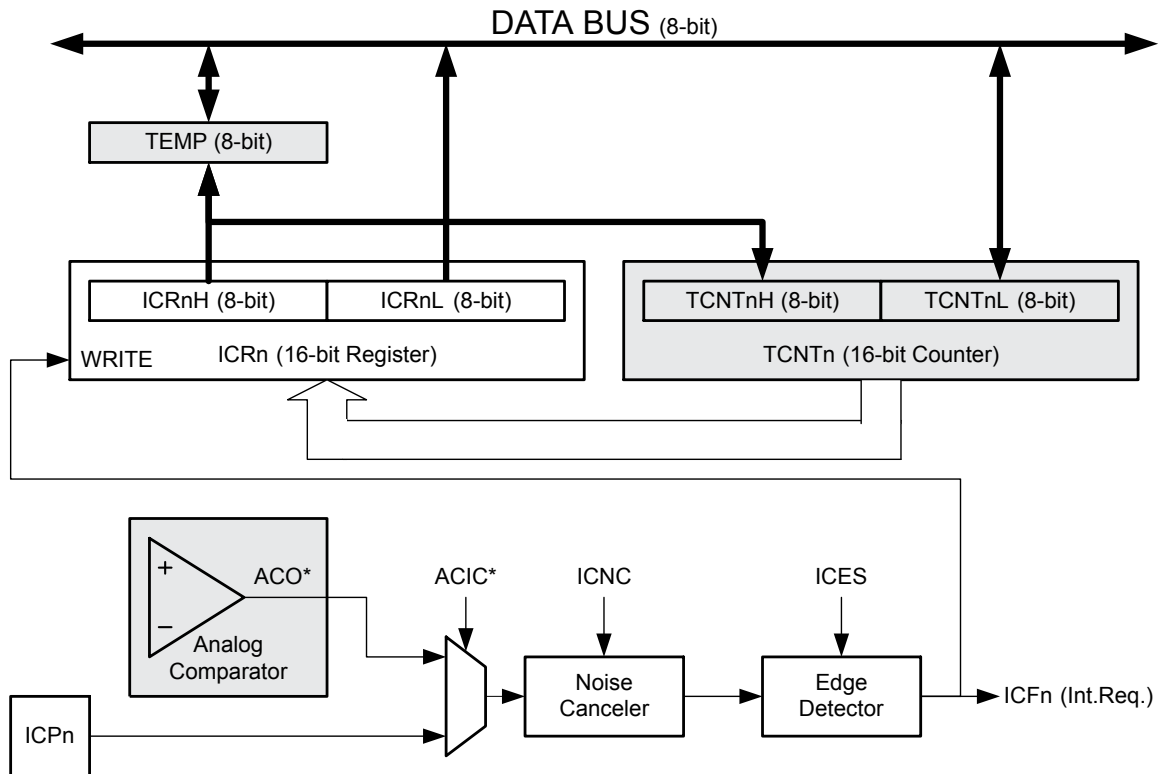 DATA BUS (8-bit)
TEMP (8-bit)
ICRnH (8-bit)
ICRnL (8-bit)
TCNTnH (8-bit)
TCNTnL (8-bit)
WRITE
ICRn (16-bit Register)
TCNTn (16-bit Counter)
+
−
ACO*
Analog
Comparator
ACIC*
ICNC
ICES
Noise
Canceler
Edge
Detector
ICFn (Int.Req.)
ICPn